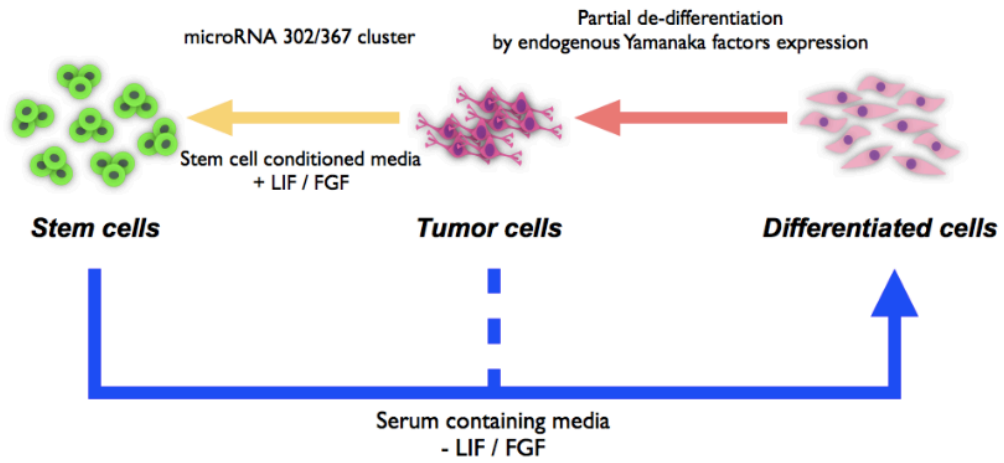 microRNA 302/367 cluster
Partial de-differentiation
by endogenous Yamanaka factors expression
Stem cell conditioned media
+ LIF / FGF
Stem cells
Tumor cells
Differentiated cells
Serum containing media
- LIF / FGF